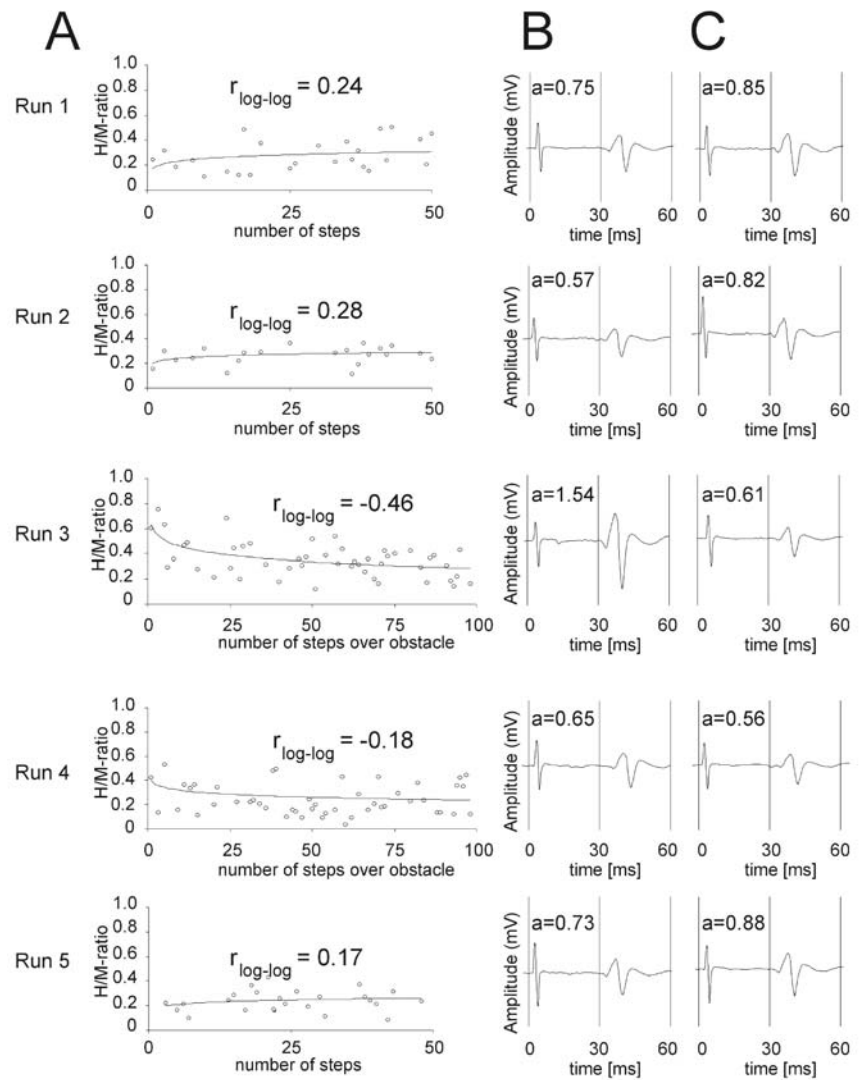 A B C
Run 1
H/M-ratio
1.0
0.8
0.6
0.4
0.2
0
r log-log = 0.24
0 25 50
number of steps
Amplitude (mV)
a=0.75
0 30 60
time [ms]
a=0.85
Amplitude (mV)
0 30 60
time [ms]
Run 2
H/M-ratio
1.0
0.8
0.6
0.4
0.2
0
r log-log = 0.28
0 25 50
number of steps
Amplitude (mV)
a=0.57
0 30 60
time [ms]
Amplitude (mV)
a=0.82
0 30 60
time [ms]
Run 3
H/M-ratio
1.0
0.8
0.6
0.4
0.2
0
r log-log = -0.46
0 25 50 75 98
number of steps over obstacle
Amplitude (mV)
a=1.54
0 30 60
time [ms]
Amplitude (mV)
a=0.61
0 30 60
time [ms]
Run 4
H/M-ratio
1.0
0.8
0.6
0.4
0.2
0
r log-log = -0.18
0 25 50 75 100
number of steps over obstacle
Amplitude (mV)
a=0.65
0 30 60
time [ms]
Amplitude (mV)
a=0.56
0 30 60
time [ms]
Run 5
H/M-ratio
1.0
0.8
0.6
0.4
0.2
0
r log-log = 0.17
0 25 50
number of steps
Amplitude (mV)
a=0.73
0 30 60
time [ms]
Amplitude (mV)
a=0.88
0 30 60
time [ms]